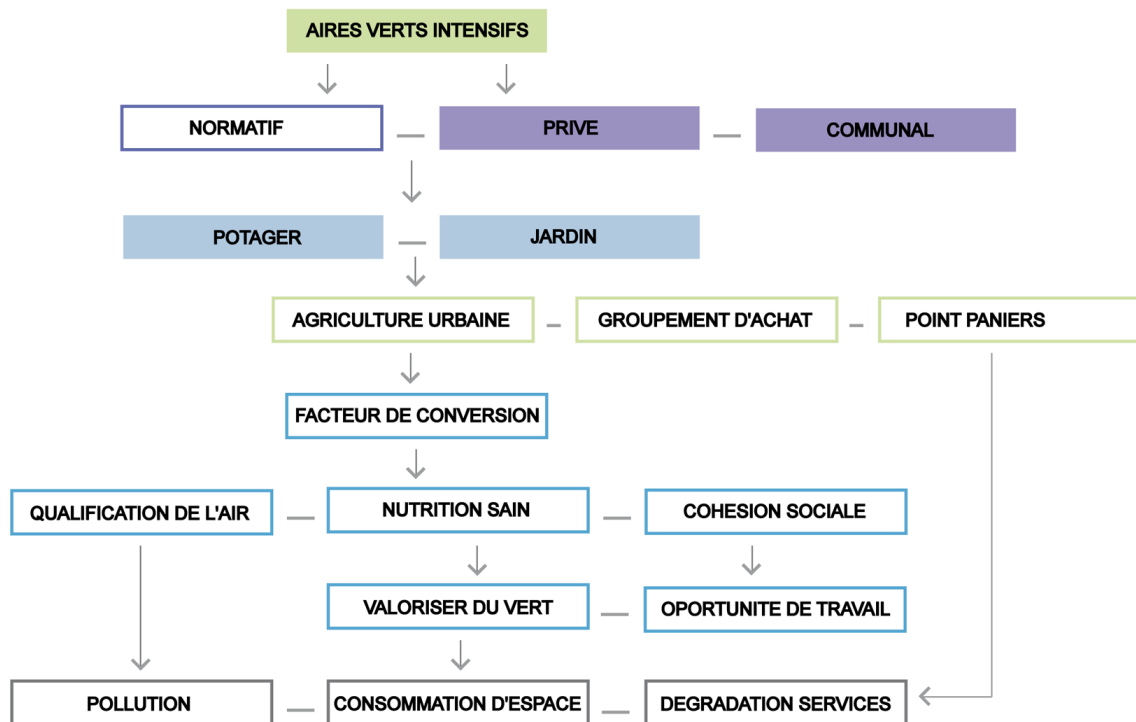 AIRES VERTS INTENSIFS
NORMATIF
PRIVE
COMMUNAL
POTAGER
JARDIN
AGRICULTURE URBAINE
GROUPEMENT D'ACHAT
POINT PANIERS
FACTEUR DE CONVERSION
QUALIFICATION DE L'AIR
NUTRITION SAIN
COHESION SOCIALE
VALORISER DU VERT
OPORTUNITE DE TRAVAIL
POLLUTION
CONSOMMATION D'ESPACE
DEGRADATION SERVICES